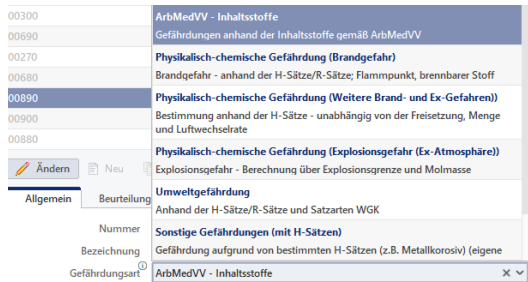 00300
00690
00270
00680
00890
00900
00880
ArbMedVV - Inhaltsstoffe
Gefährdungen anhand der Inhaltsstoffe gemäß ArbMedVV
Physikalisch-chemische Gefährdung (Brandgefahr)
Brandgefahr - anhand der H-Sätze/R-Sätze; Flammpunkt, brennbarer Stoff
Physikalisch-chemische Gefährdung (Weitere Brand- und Ex-Gefahren))
Bestimmung anhand der H-Sätze - unabhängig von der Freisetzung, Menge
und Luftwechselrate
Physikalisch-chemische Gefährdung (Explosionsgefahr (Ex-Atmosphäre))
Explosionsgefahr - Berechnung über Explosionsgrenze und Molmasse
Umweltgefährdung
Anhand der H-Sätze/R-Sätze und Satzarten WGK
Sonstige Gefährdungen (mit H-Sätzen)
Gefährdung aufgrund von bestimmten H-Sätzen (z.B. Metallkorosiv) (eigene
Ändern Neu
Allgemein Beurteilung
Nummer
Bezeichnung
Gefährdungsart ArbMedVV - Inhaltsstoffe